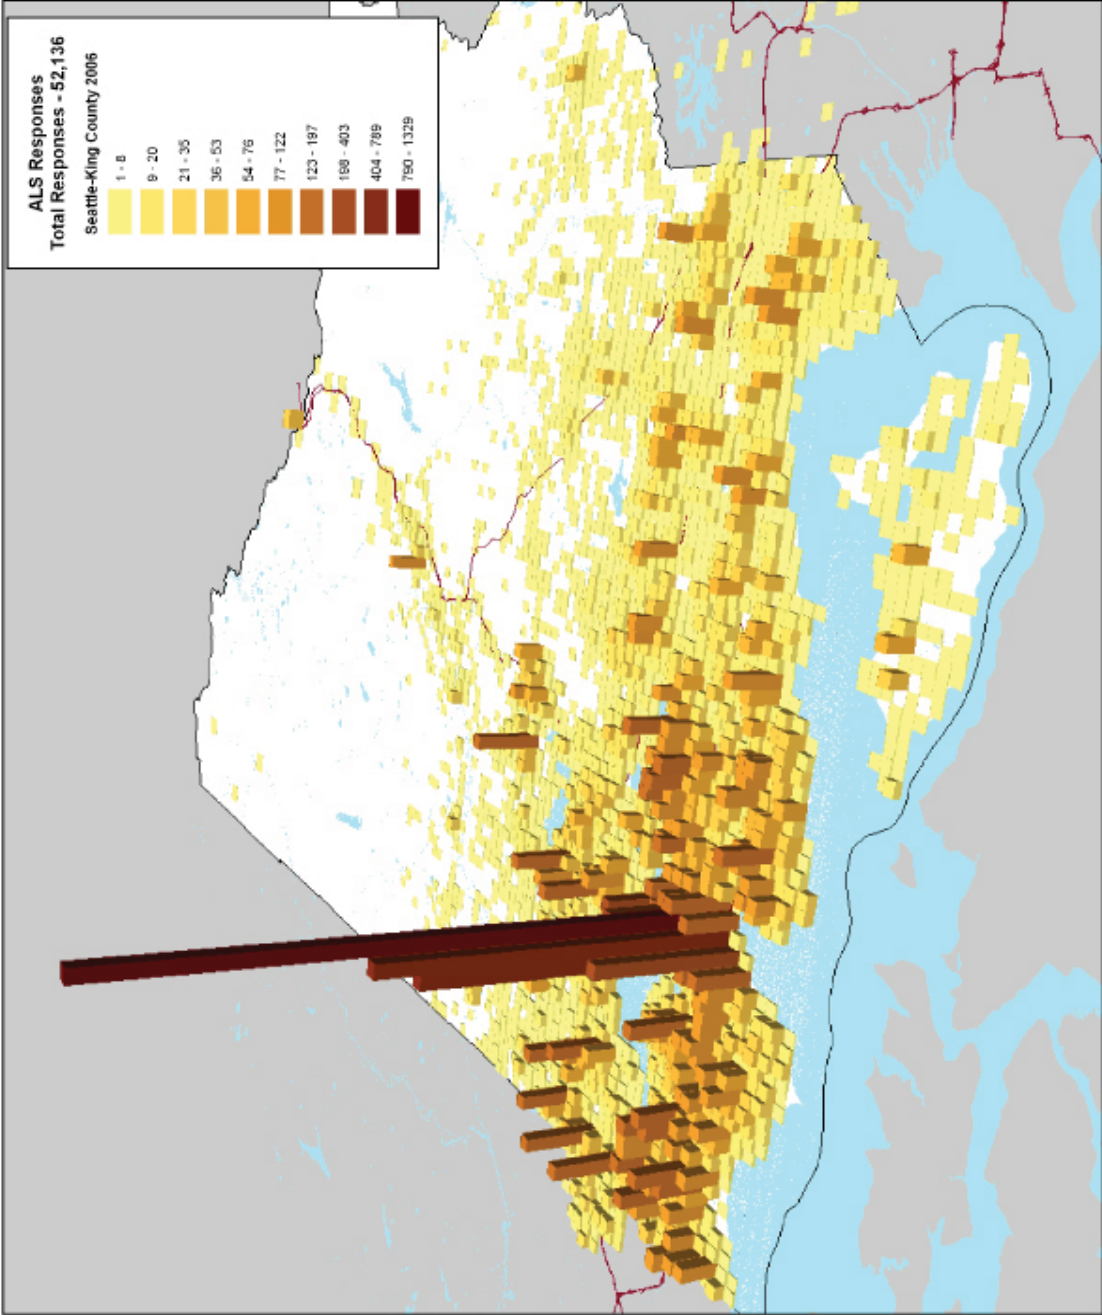 ALS Responses
Total Responses - 52,136
Seattle-King County 2006
1 - 8
9 - 20
21 - 35
36 - 53
54 - 76
77 - 122
123 - 197
198 - 403
404 - 789
790 - 1329